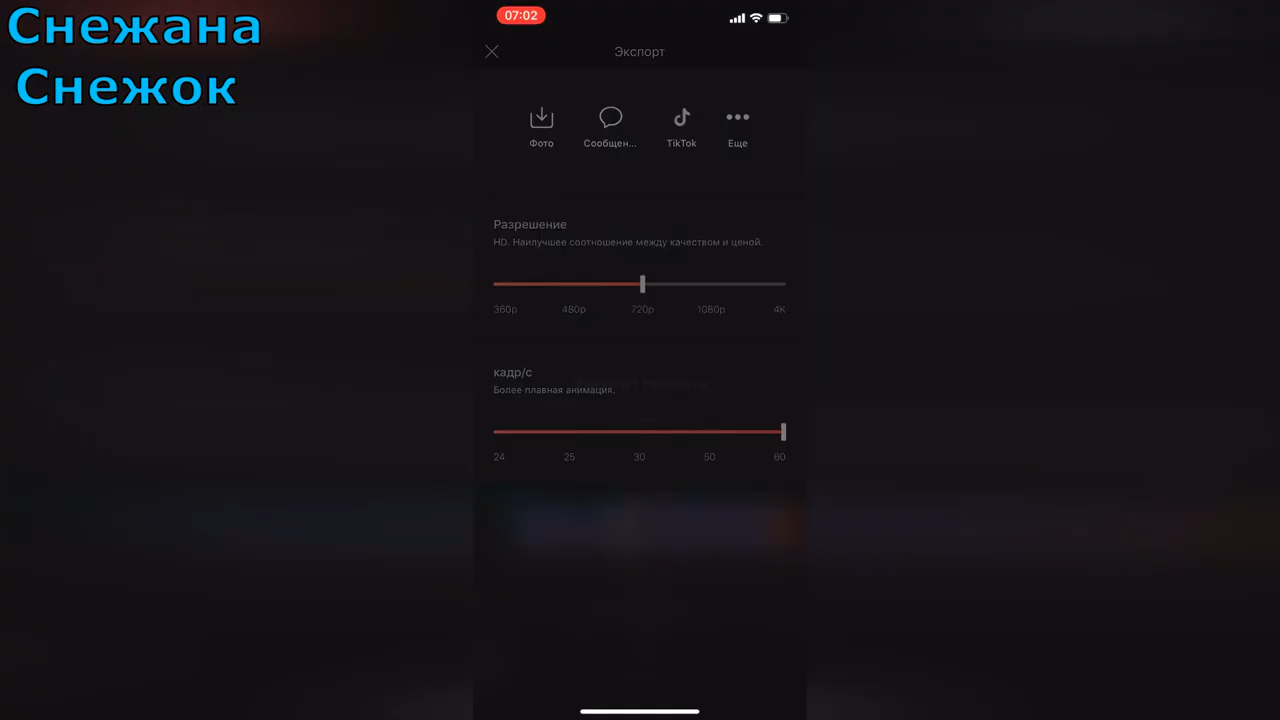 Снежана
Снежок
07:02
Экспорт
Фото
Сообщен...
TikTok
Еще
Разрешение
HD. Наилучшее соотношение между качеством и ценой.
360p 480p 720p 1080p 4K
кадр/с
Более плавная анимация.
24 25 30 50 60